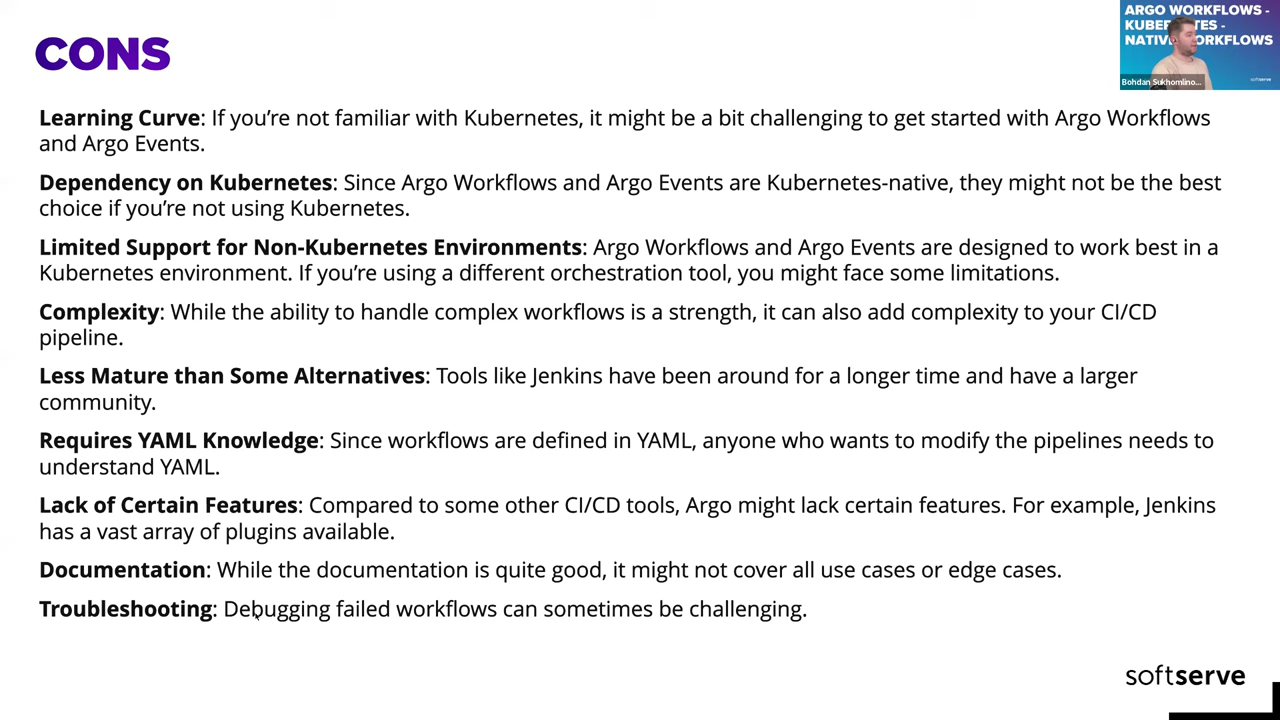 CONS
ARGO WORKFLOWS -
KUBERNETES -
NATIVE WORKFLOWS
Bohdan Sukhomlino...
softserve
Learning Curve: If you’re not familiar with Kubernetes, it might be a bit challenging to get started with Argo Workflows
and Argo Events.
Dependency on Kubernetes: Since Argo Workflows and Argo Events are Kubernetes-native, they might not be the best
choice if you’re not using Kubernetes.
Limited Support for Non-Kubernetes Environments: Argo Workflows and Argo Events are designed to work best in a
Kubernetes environment. If you’re using a different orchestration tool, you might face some limitations.
Complexity: While the ability to handle complex workflows is a strength, it can also add complexity to your CI/CD
pipeline.
Less Mature than Some Alternatives: Tools like Jenkins have been around for a longer time and have a larger
community.
Requires YAML Knowledge: Since workflows are defined in YAML, anyone who wants to modify the pipelines needs to
understand YAML.
Lack of Certain Features: Compared to some other CI/CD tools, Argo might lack certain features. For example, Jenkins
has a vast array of plugins available.
Documentation: While the documentation is quite good, it might not cover all use cases or edge cases.
Troubleshooting: Debugging failed workflows can sometimes be challenging.
softserve